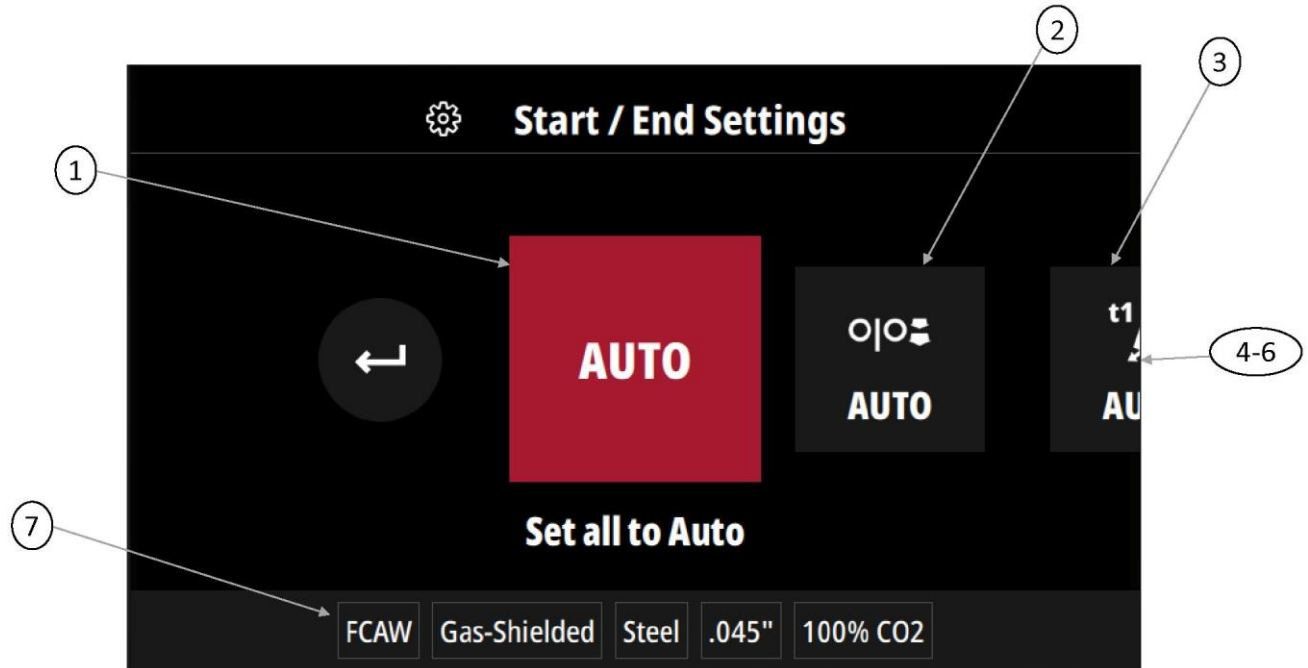 2
3
Start / End Settings
1
t1
4-6
AUTO
AUTO
AU
Set all to Auto
7
FCAW Gas-Shielded Steel .045" 100% CO2